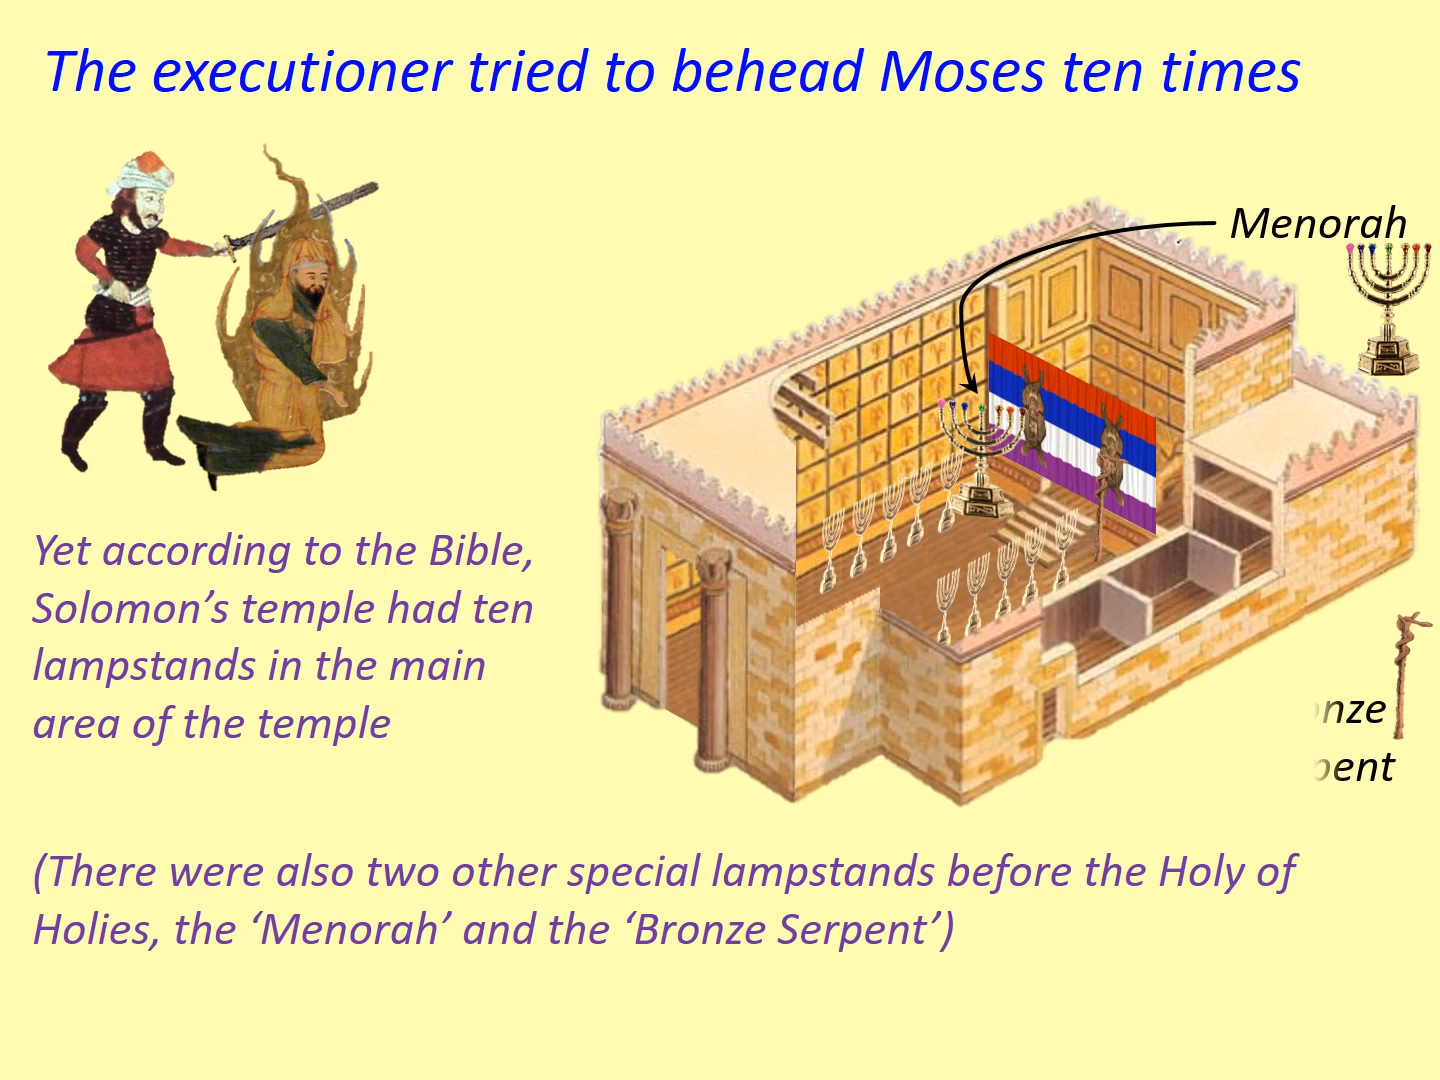 The executioner tried to behead Moses ten times
Menorah
Yet according to the Bible,
Solomon’s temple had ten
lampstands in the main
area of the temple
(There were also two other special lampstands before the Holy of
Holies, the ‘Menorah’ and the ‘Bronze Serpent’)